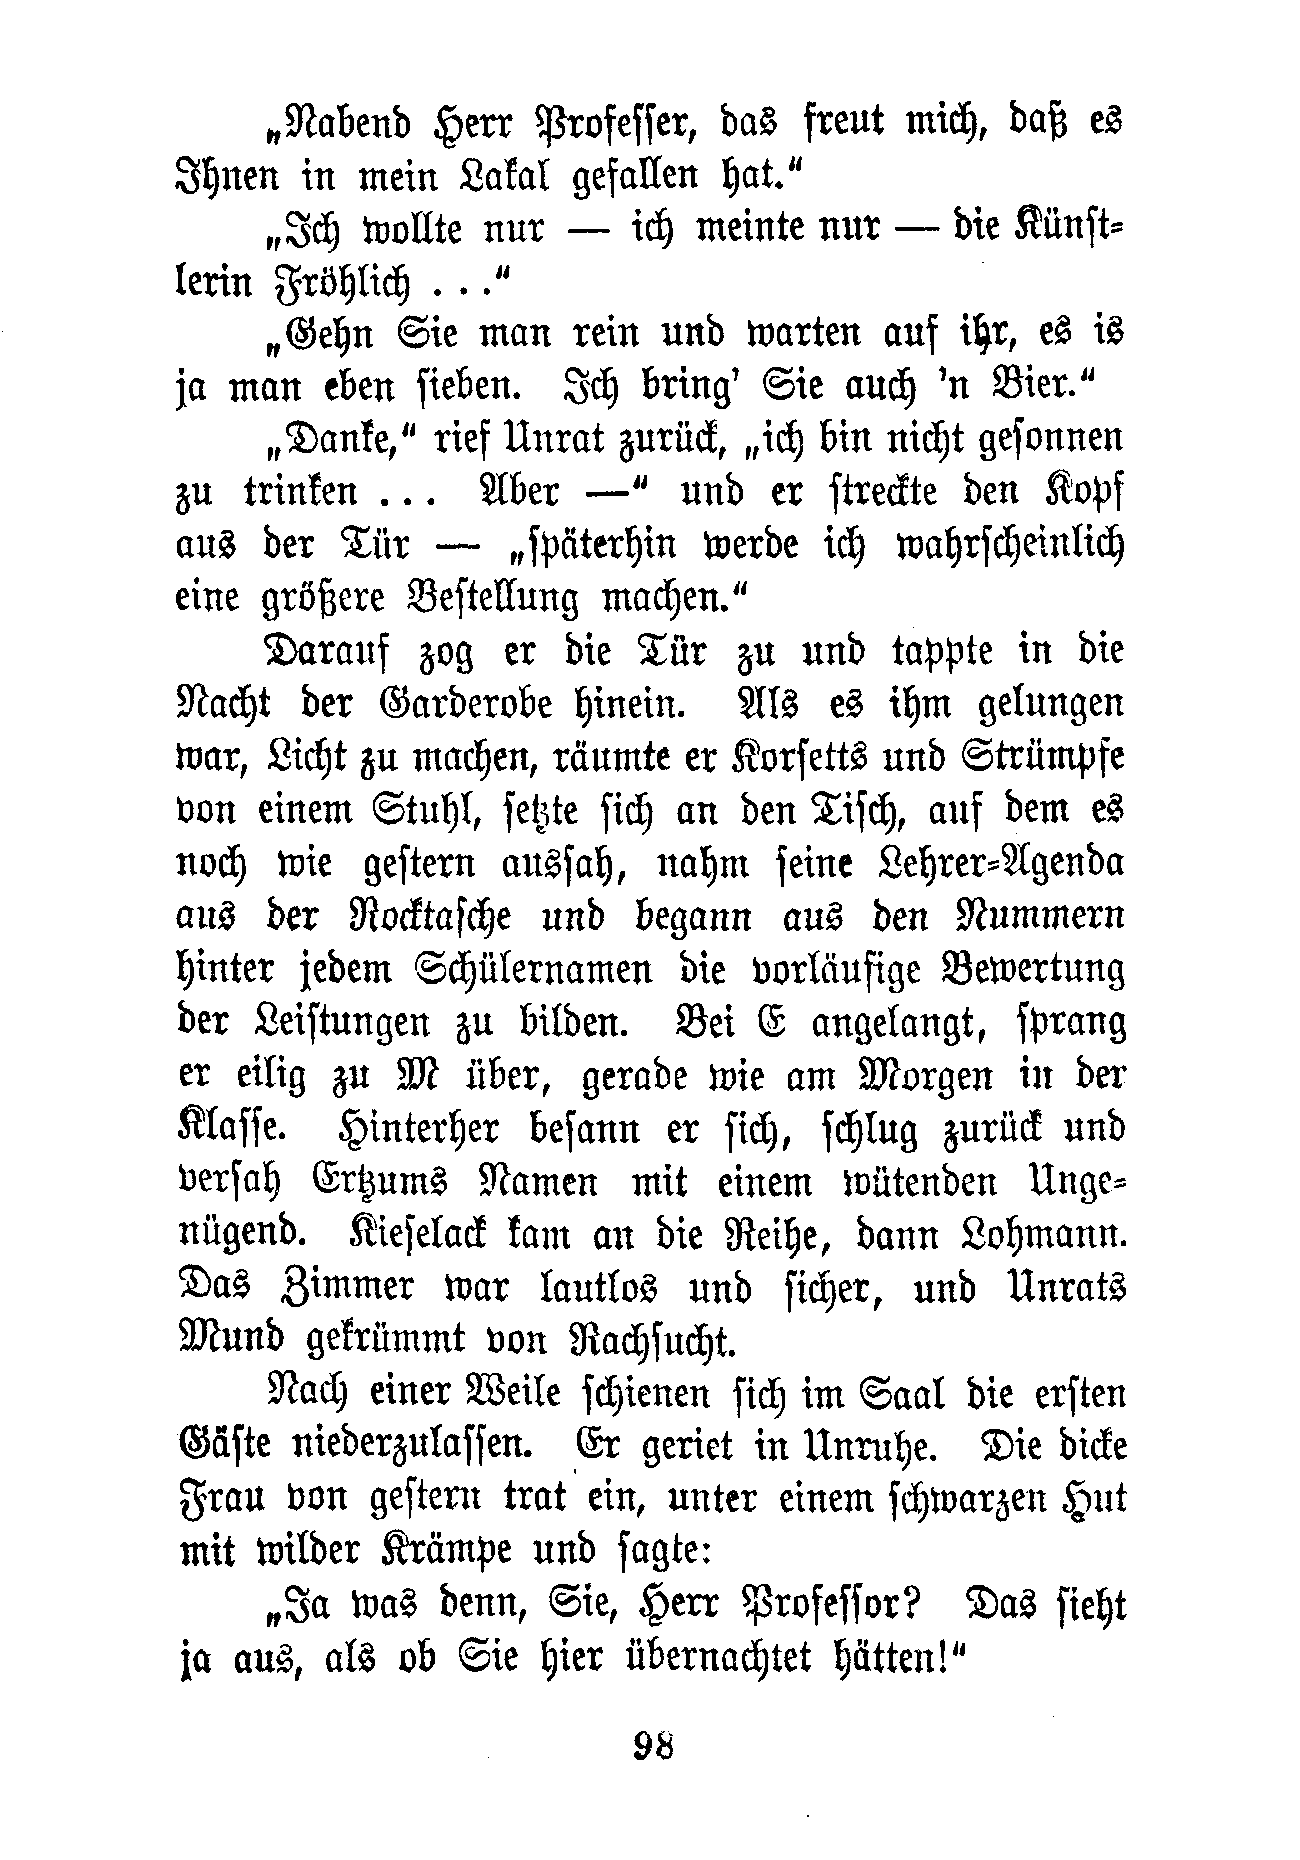 „Nabend Herr Professer, das freut mich, daß es
Ihnen in mein Lokal gefallen hat.“
„Ich wollte nur — ich meinte nur — die Künst-
lerin Fröhlich . . .“
„Gehn Sie man rein und warten auf ihr, es is
ja man eben sieben. Ich bring’ Sie auch ’n Bier.“
„Danke,“ rief Unrat zurück, „ich bin nicht gesonnen
zu trinken . . . Aber —“ und er streckte den Kopf
aus der Tür — „späterhin werde ich wahrscheinlich
eine größere Bestellung machen.“
Darauf zog er die Tür zu und tappte in die
Nacht der Garderobe hinein. Als es ihm gelungen
war, Licht zu machen, räumte er Korsetts und Strümpfe
von einem Stuhl, setzte sich an den Tisch, auf dem es
noch wie gestern aussah, nahm seine Lehrer-Agenda
aus der Rocktasche und begann aus den Nummern
hinter jedem Schülernamen die vorläufige Bewertung
der Leistungen zu bilden. Bei E angelangt, sprang
er eilig zu M über, gerade wie am Morgen in der
Klasse. Hinterher besann er sich, schlug zurück und
versah Ertzums Namen mit einem wütenden Unge-
nügend. Kieselack kam an die Reihe, dann Lohmann.
Das Zimmer war lautlos und sicher, und Unrats
Mund gekrümmt von Rachsucht.
Nach einer Weile schienen sich im Saal die ersten
Gäste niederzulassen. Er geriet in Unruhe. Die dicke
Frau von gestern trat ein, unter einem schwarzen Hut
mit wilder Krämpe und sagte:
„Ja was denn, Sie, Herr Professor? Das sieht
ja aus, als ob Sie hier übernachtet hätten!“
98